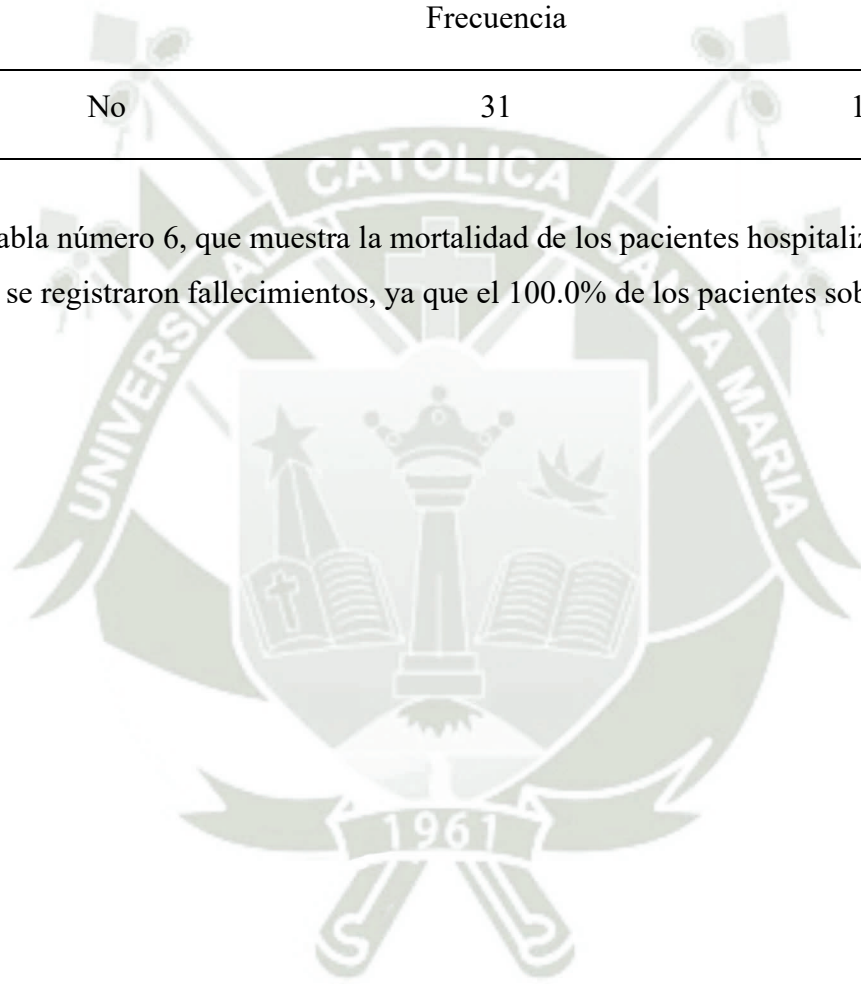 Frecuencia
No 31 1
abla número 6, que muestra la mortalidad de los pacientes hospitaliz
se registraron fallecimientos, ya que el 100.0% de los pacientes sob
UNIVERSIDAD CATOLICA SANTA MARIA
1961